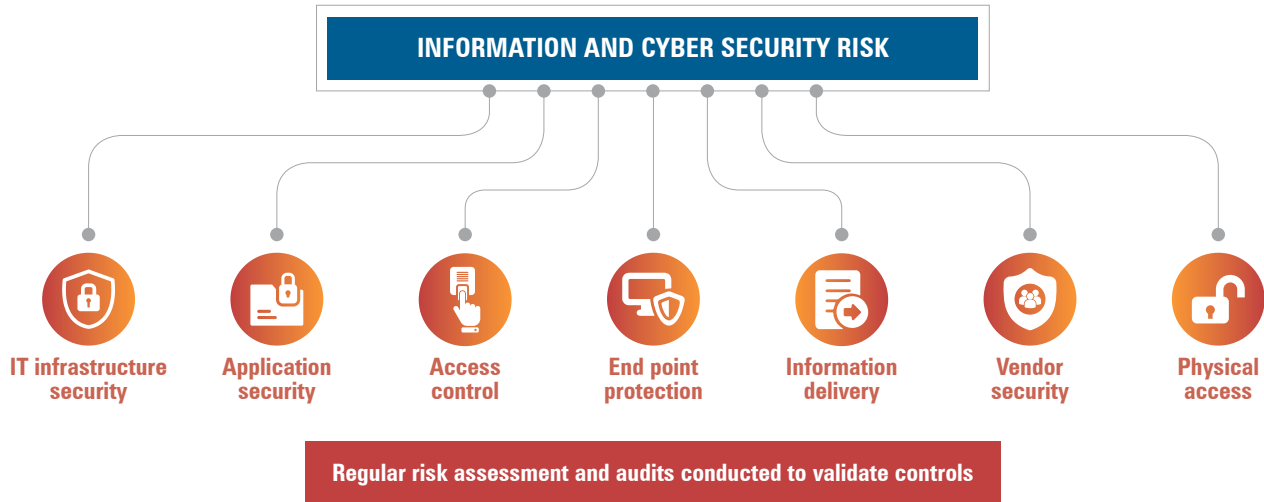 INFORMATION AND CYBER SECURITY RISK
IT infrastructure
security
Application
security
Access
control
End point
protection
Information
delivery
Vendor
security
Physical
access
Regular risk assessment and audits conducted to validate controls